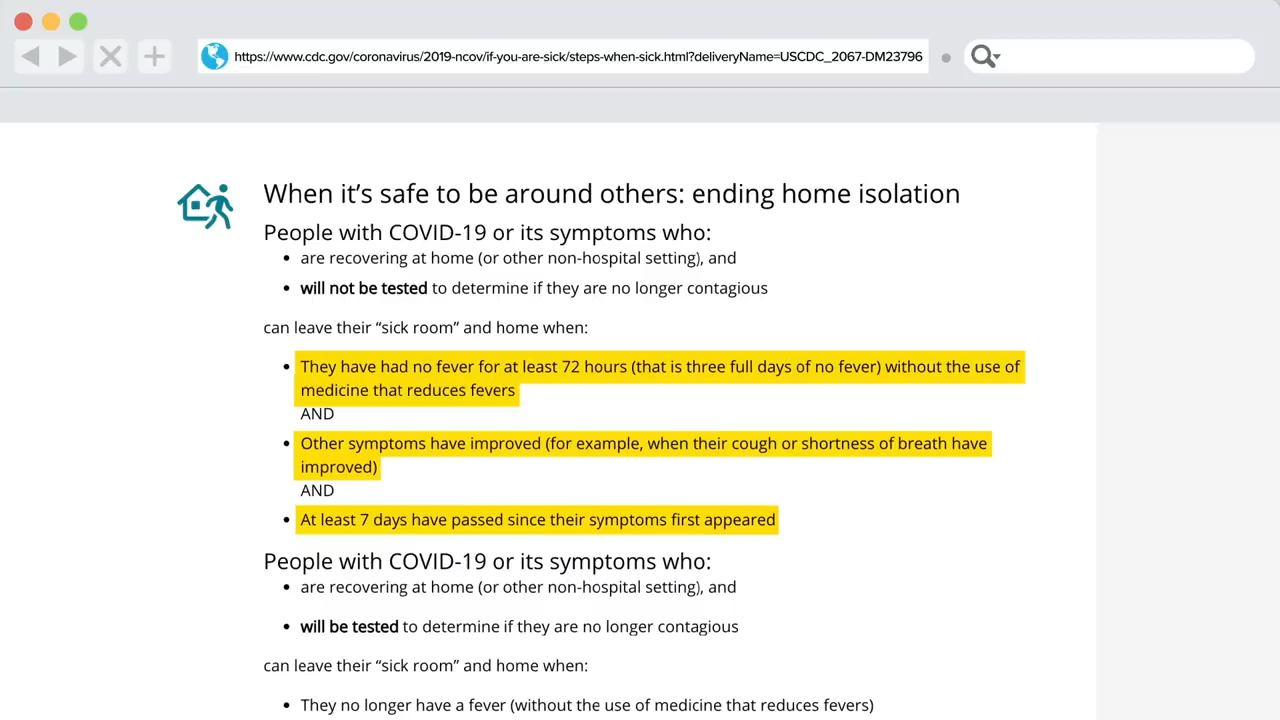 https://www.cdc.gov/coronavirus/2019-ncov/if-you-are-sick/steps-when-sick.html?deliveryName=USCDC_2067-DM23796
When it’s safe to be around others: ending home isolation
People with COVID-19 or its symptoms who:
• are recovering at home (or other non-hospital setting), and
• will not be tested to determine if they are no longer contagious
can leave their “sick room” and home when:
• They have had no fever for at least 72 hours (that is three full days of no fever) without the use of
medicine that reduces fevers
AND
• Other symptoms have improved (for example, when their cough or shortness of breath have
improved)
AND
• At least 7 days have passed since their symptoms first appeared
People with COVID-19 or its symptoms who:
• are recovering at home (or other non-hospital setting), and
• will be tested to determine if they are no longer contagious
can leave their “sick room” and home when:
• They no longer have a fever (without the use of medicine that reduces fevers)